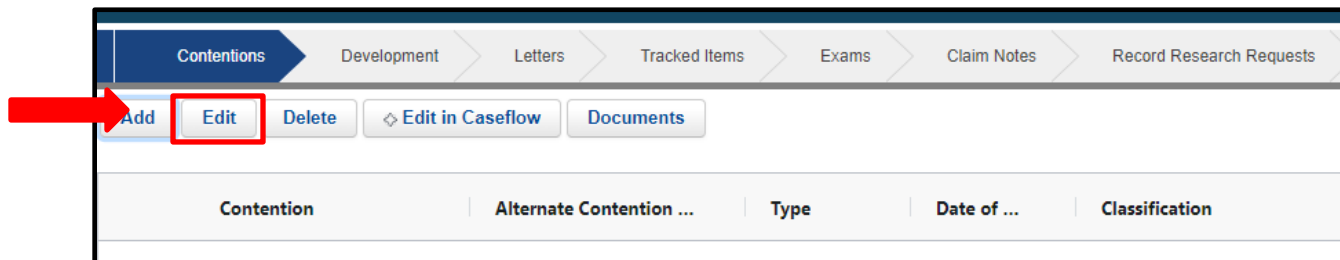 Contentions Development Letters Tracked Items Exams Claim Notes Record Research Requests
Add Edit Delete Edit in Caseflow Documents
Contention Alternate Contention ... Type Date of ... Classification